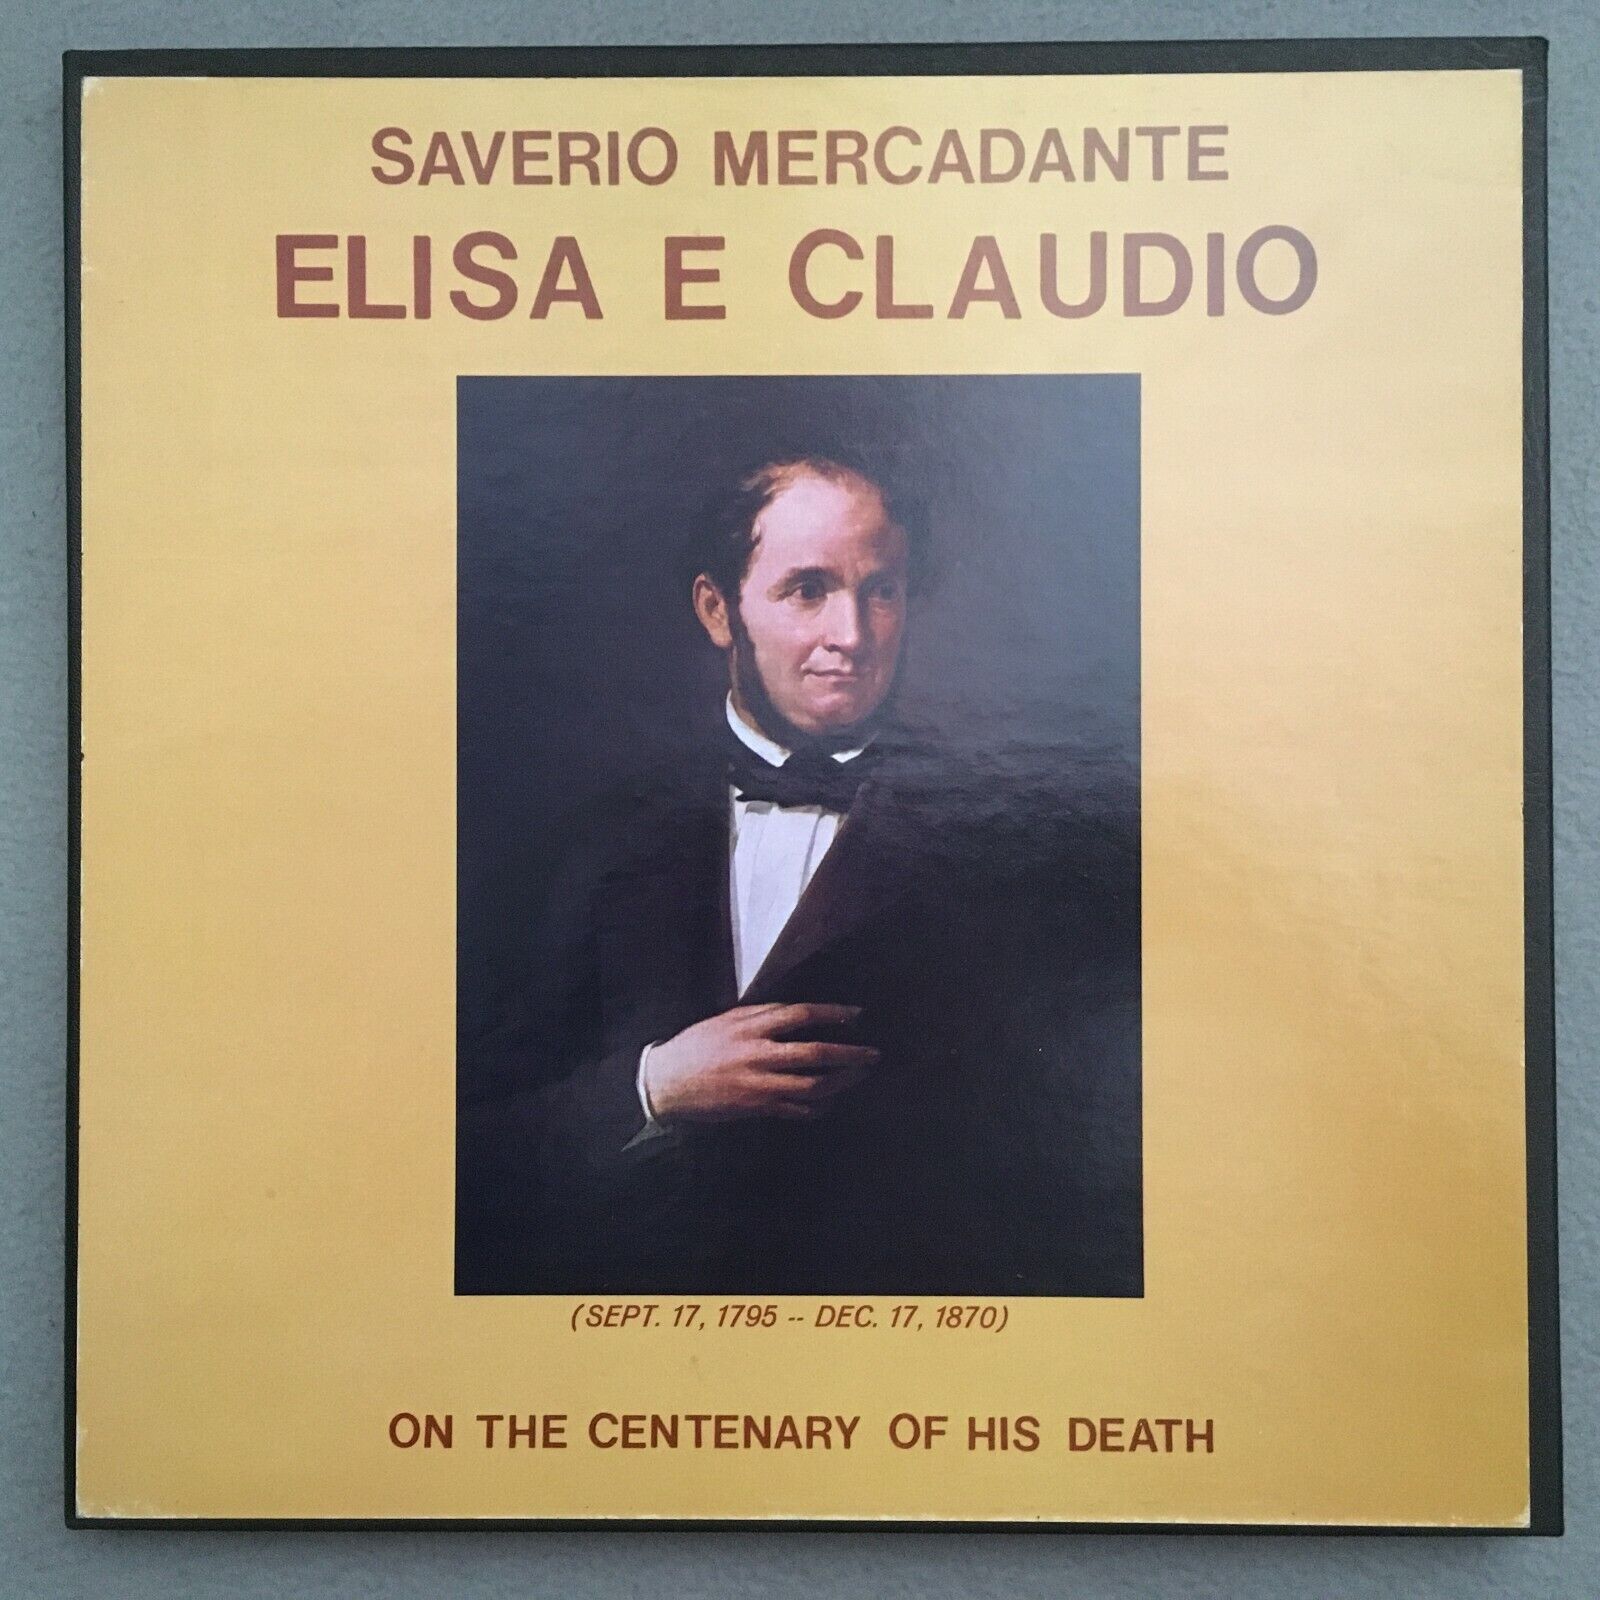 SAVERIO MERCADANTE
ELISA E CLAUDIO
(SEPT. 17, 1795 -- DEC. 17, 1870)
ON THE CENTENARY OF HIS DEATH